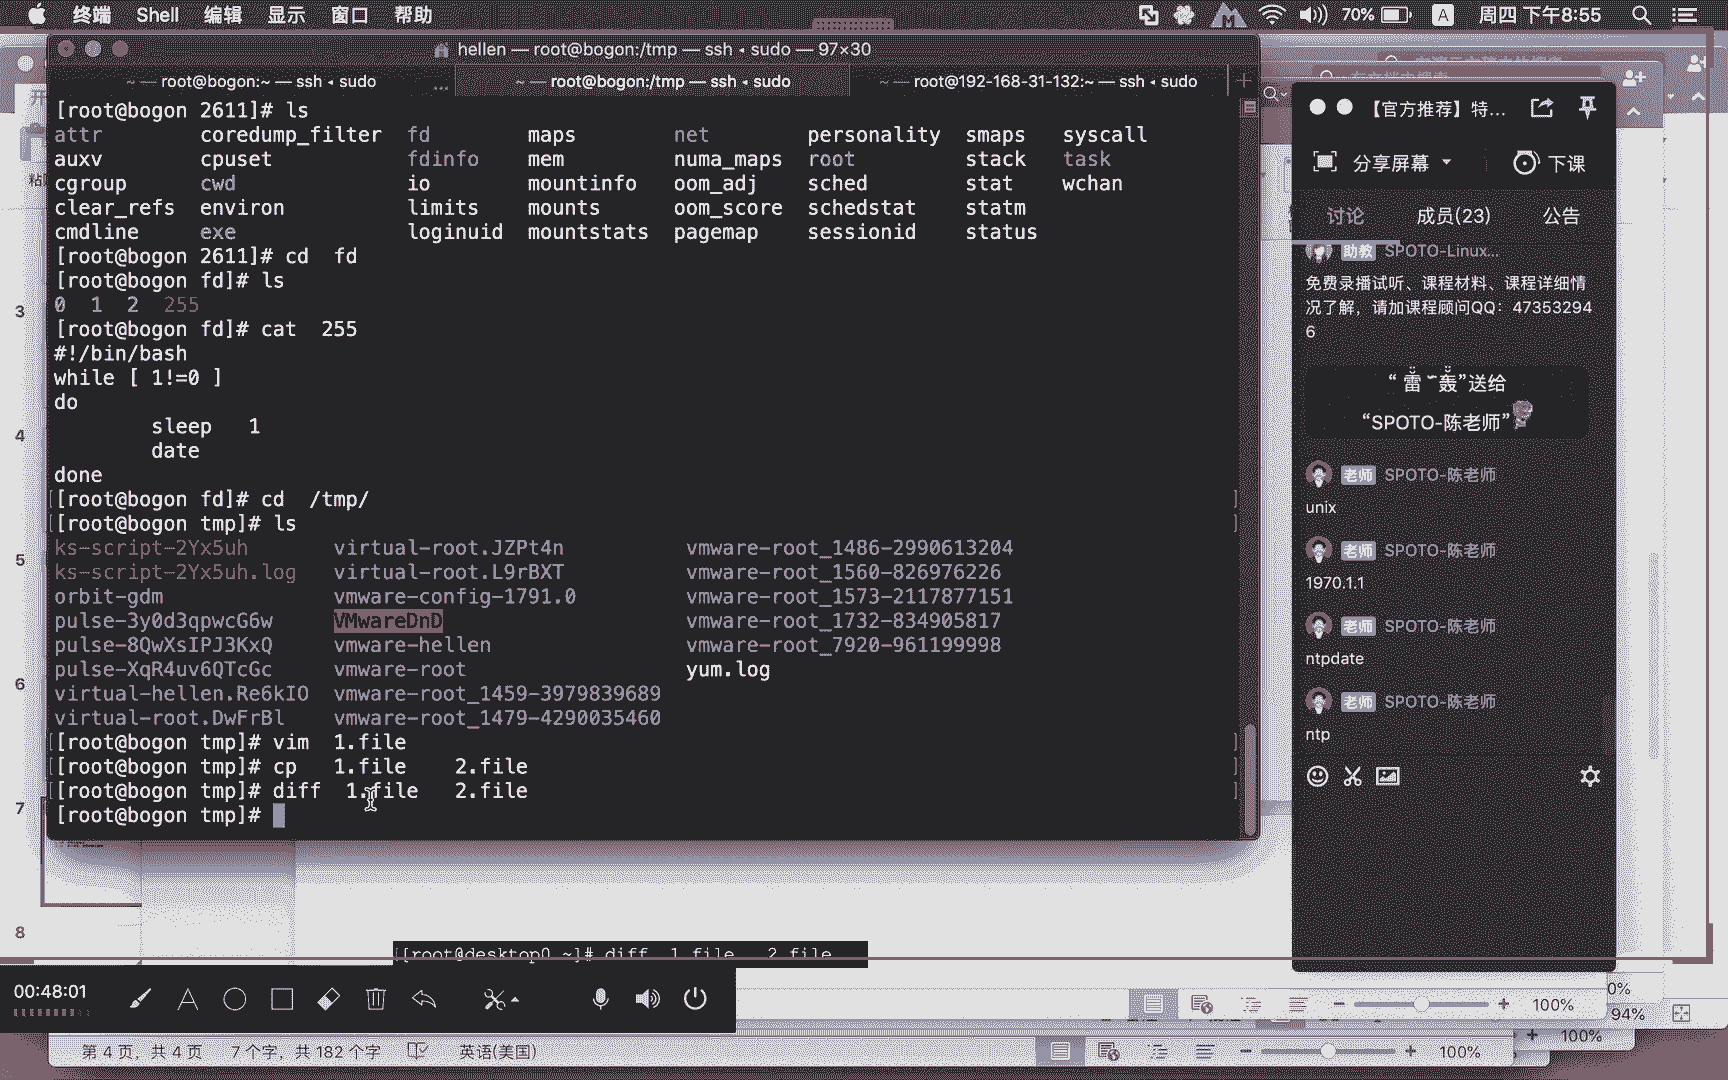 终端 Shell 编辑 显示 窗口 帮助 70% A 周四 下午8:55
hellen — root@bogon:/tmp — ssh ◂ sudo — 97×30
~ — root@bogon:~ — ssh ◂ sudo ... ~ — root@bogon:/tmp — ssh ◂ sudo ~ — root@192-168-31-132:~ — ssh ◂ sudo +
[root@bogon 2611]# ls
attr coredump_filter fd maps net personality smaps syscall
auxv cpuset fdinfo mem numa_maps root stack task
cgroup cwd io mountinfo oom_adj sched stat wchan
clear_refs environ limits mounts oom_score schedstat statm
cmdline exe loginuid mountstats pagemap sessionid status
[root@bogon 2611]# cd  fd
[root@bogon fd]# ls
0  1  2  255
[root@bogon fd]# cat  255
#!/bin/bash
while [ 1!=0 ]
do
        sleep   1
        date
done
[[root@bogon fd]# cd  /tmp/ ]
[[root@bogon tmp]# ls ]
ks-script-2Yx5uh virtual-root.JZPt4n vmware-root_1486-2990613204
ks-script-2Yx5uh.log virtual-root.L9rBXT vmware-root_1560-826976226
orbit-gdm vmware-config-1791.0 vmware-root_1573-2117877151
pulse-3y0d3qpwcG6w VMwareDnD vmware-root_1732-834905817
pulse-8QwXsIPJ3KxQ vmware-hellen vmware-root_7920-961199998
pulse-XqR4uv6QTcGc vmware-root yum.log
virtual-hellen.Re6kIO vmware-root_1459-3979839689
virtual-root.DwFrBl vmware-root_1479-4290035460
[[root@bogon tmp]# vim  1.file ]
[[root@bogon tmp]# cp   1.file    2.file ]
[[root@bogon tmp]# diff  1.file   2.file ]
[root@bogon tmp]#
【官方推荐】特...
分享屏幕 下课
讨论 成员(23) 公告
助教 SPOTO-Linux...
免费录播试听、课程材料、课程详细情
况了解，请加课程顾问QQ：47353294
6
送给
“SPOTO-陈老师”
老师 SPOTO-陈老师
unix
老师 SPOTO-陈老师
1970.1.1
老师 SPOTO-陈老师
ntpdate
老师 SPOTO-陈老师
ntp
3
4
5
6
7
8
[[root@desktop0 ~]# diff  1.file   2.file
00:48:01
A
100%
94%
100%
第 4 页，共 4 页 7 个字，共 182 个字 英语(美国) 100%